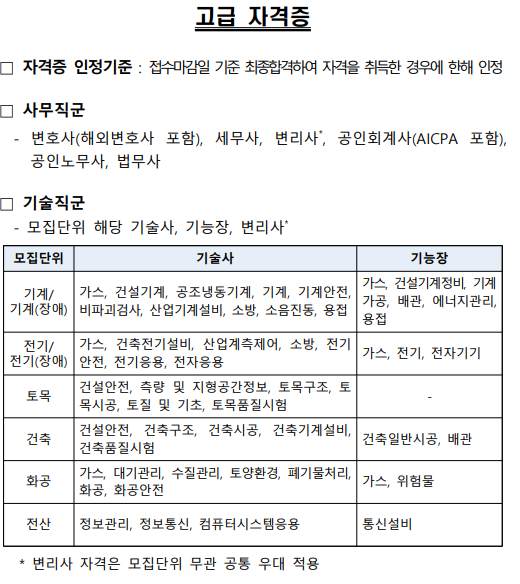 고급 자격증
□ 자격증 인정기준 : 접수마감일 기준 최종합격하여 자격을 취득한 경우에 한해 인정
□ 사무직군
- 변호사(해외변호사 포함), 세무사, 변리사*, 공인회계사(AICPA 포함),
공인노무사, 법무사
□ 기술직군
- 모집단위 해당 기술사, 기능장, 변리사*
모집단위 기술사 기능장
기계/
기계(장애)
가스, 건설기계, 공조냉동기계, 기계, 기계안전,
비파괴검사, 산업기계설비, 소방, 소음진동, 용접
가스, 건설기계정비, 기계
가공, 배관, 에너지관리,
용접
전기/
전기(장애)
가스, 건축전기설비, 산업계측제어, 소방, 전기
안전, 전기응용, 전자응용
가스, 전기, 전자기기
토목
건설안전, 측량 및 지형공간정보, 토목구조, 토
목시공, 토질 및 기초, 토목품질시험
-
건축
건설안전, 건축구조, 건축시공, 건축기계설비,
건축품질시험
건축일반시공, 배관
화공
가스, 대기관리, 수질관리, 토양환경, 폐기물처리,
화공, 화공안전
가스, 위험물
전산
정보관리, 정보통신, 컴퓨터시스템응용
통신설비
* 변리사 자격은 모집단위 무관 공통 우대 적용